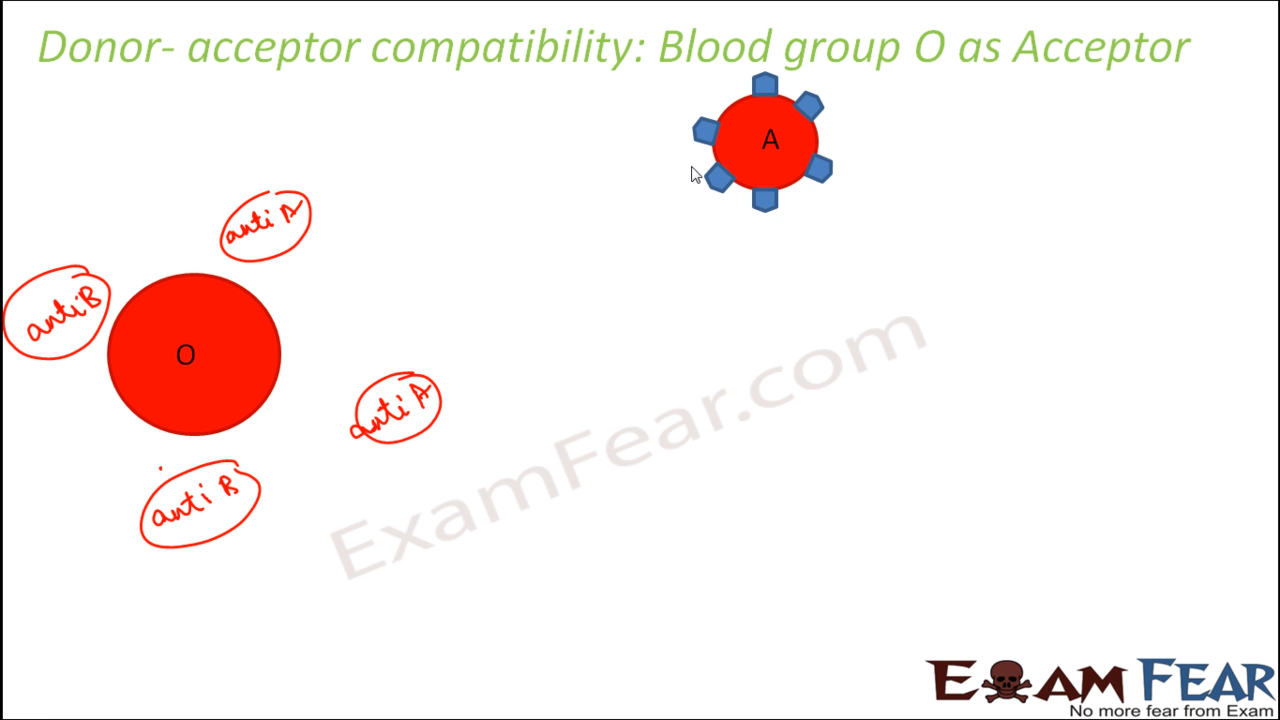 Donor- acceptor compatibility: Blood group O as Acceptor
A
anti A
anti B
O
anti A
anti B
ExamFear.com
EXAM FEAR
No more fear from Exam